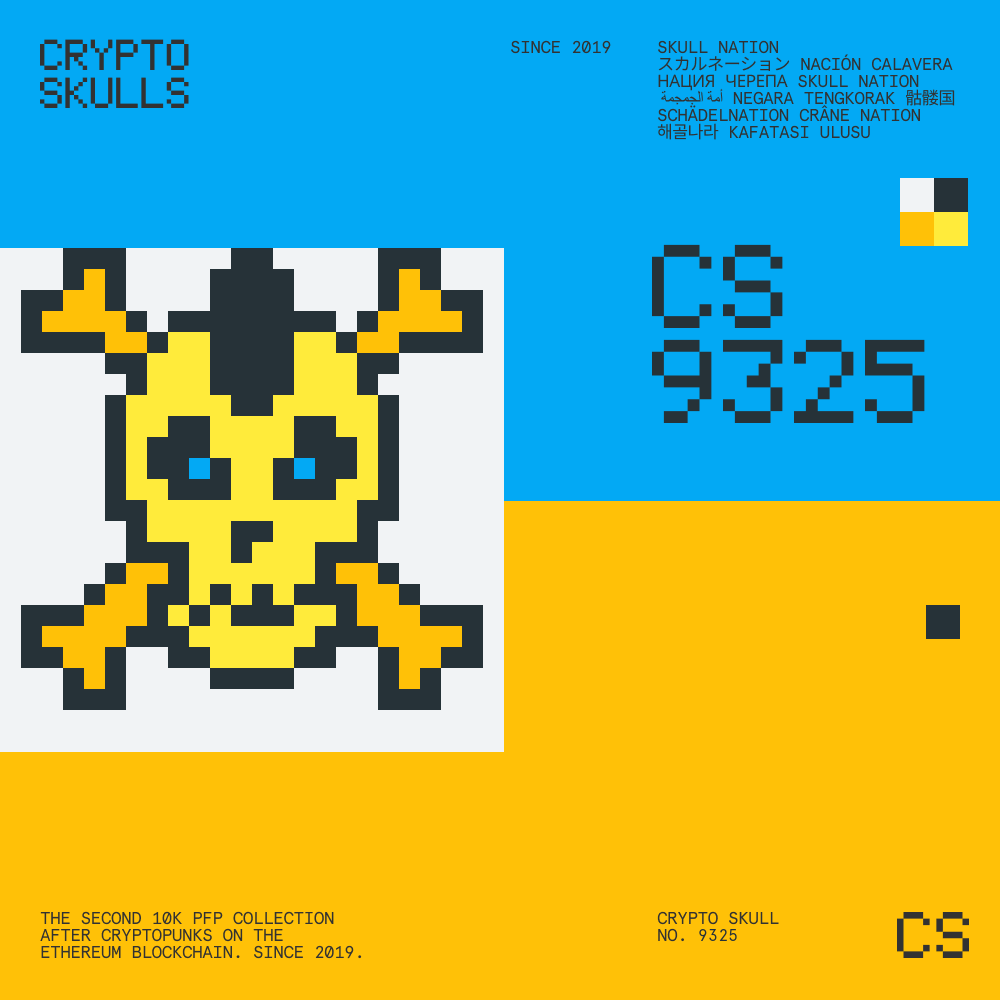 CRYPTO
SKULLS
SINCE 2019
SKULL NATION
スカルネーション NACIÓN CALAVERA
НАЦИЯ ЧЕРЕПА SKULL NATION
أمة الجمجمة NEGARA TENGKORAK 骷髅国
SCHÄDELNATION CRÂNE NATION
해골나라 KAFATASI ULUSU
CS
9325
THE SECOND 10K PFP COLLECTION
AFTER CRYPTOPUNKS ON THE
ETHEREUM BLOCKCHAIN. SINCE 2019.
CRYPTO SKULL
NO. 9325
CS